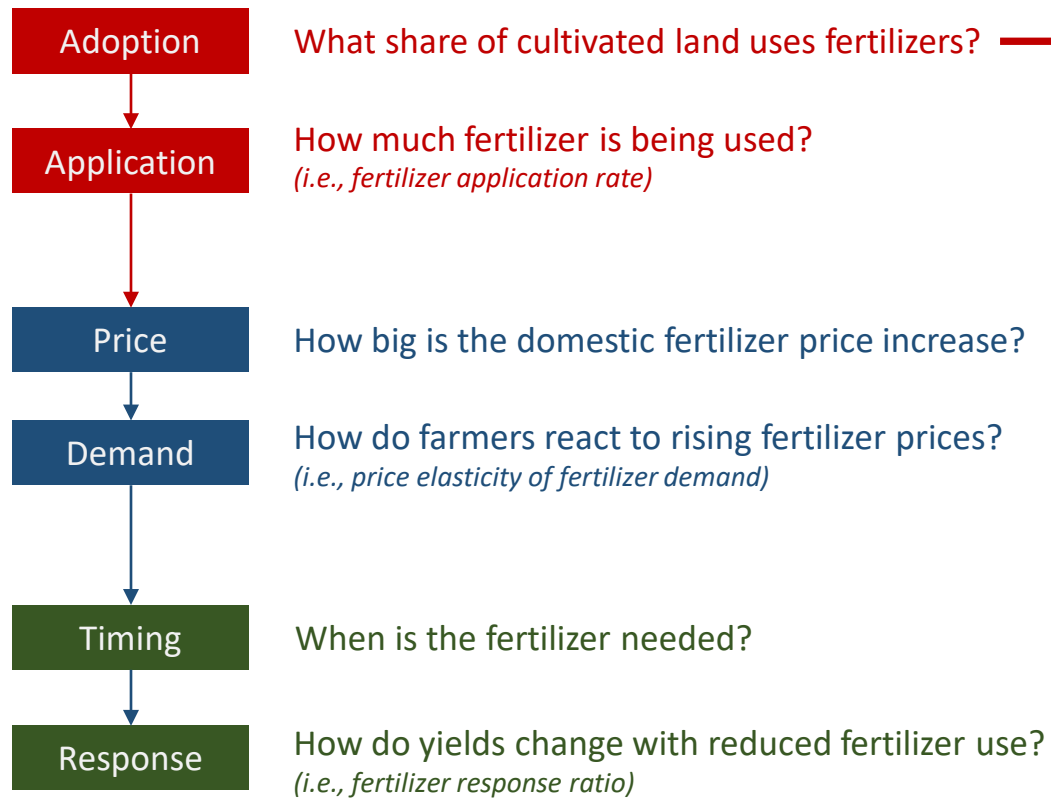 Adoption
What share of cultivated land uses fertilizers?
Application
How much fertilizer is being used?
(i.e., fertilizer application rate)
Price
How big is the domestic fertilizer price increase?
Demand
How do farmers react to rising fertilizer prices?
(i.e., price elasticity of fertilizer demand)
Timing
When is the fertilizer needed?
Response
How do yields change with reduced fertilizer use?
(i.e., fertilizer response ratio)